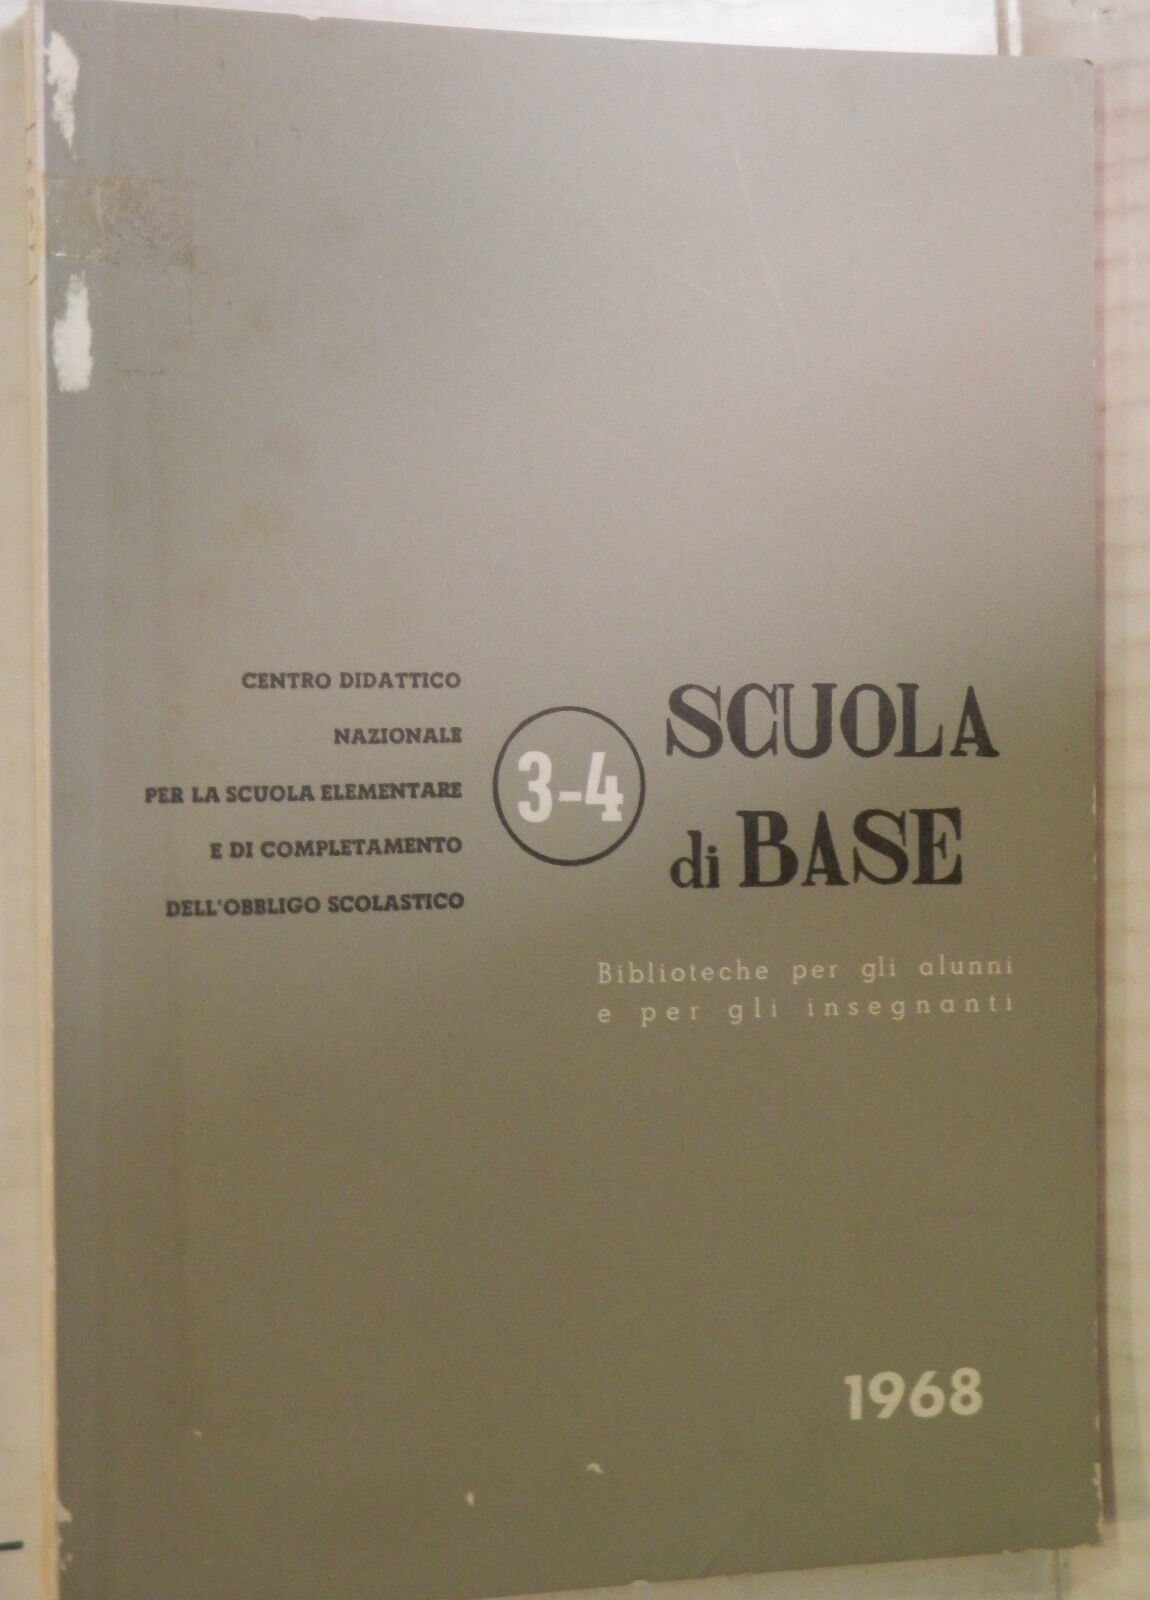 CENTRO DIDATTICO
NAZIONALE
PER LA SCUOLA ELEMENTARE
E DI COMPLETAMENTO
DELL'OBBLIGO SCOLASTICO
3-4
SCUOLA
di BASE
Biblioteche per gli alunni
e per gli insegnanti
1968